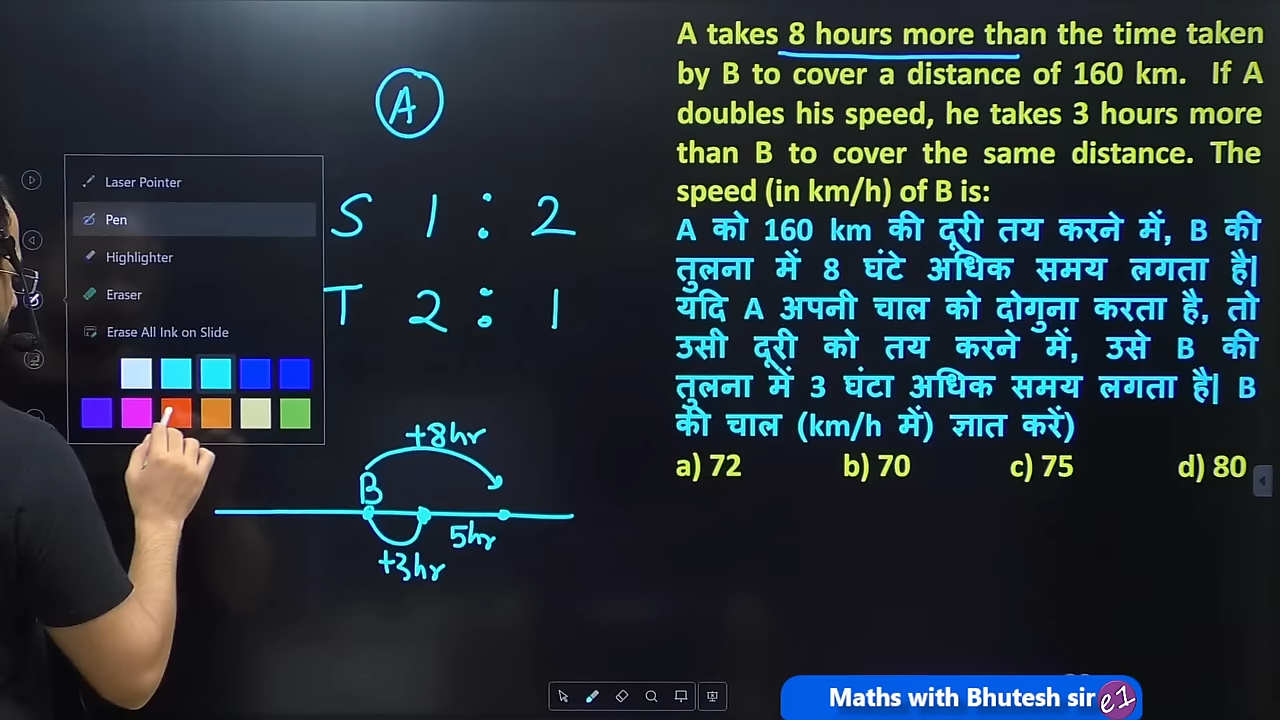 A takes 8 hours more than the time taken
by B to cover a distance of 160 km. If A
doubles his speed, he takes 3 hours more
than B to cover the same distance. The
speed (in km/h) of B is:
A को 160 km की दूरी तय करने में, B की
तुलना में 8 घंटे अधिक समय लगता है|
यदि A अपनी चाल को दोगुना करता है, तो
उसी दूरी को तय करने में, उसे B की
तुलना में 3 घंटा अधिक समय लगता है| B
की चाल (km/h में) ज्ञात करें)
a) 72 b) 70 c) 75 d) 80
A
S 1 : 2
T 2 : 1
Laser Pointer
Pen
Highlighter
Eraser
Erase All Ink on Slide
+8hr
B
5hr
+3hr
Maths with Bhutesh sir e1